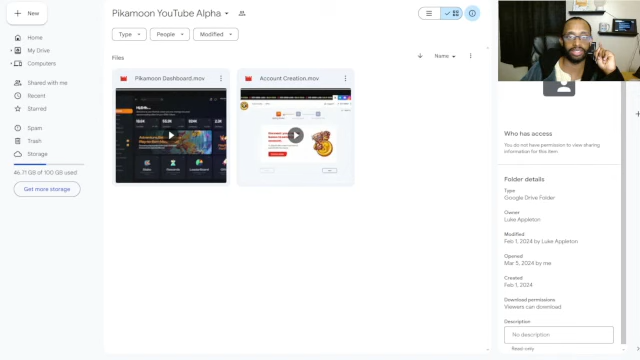 New
Pikamoon YouTube Alpha
Type
People
Modified
Home
My Drive
Computers
Shared with me
Recent
Starred
Spam
Trash
Storage
46.71 GB of 100 GB used
Get more storage
Files
Name
Pikamoon Dashboard.mov
Account Creation.mov
Who has access
You do not have permission to view sharing
information for this item
Folder details
Type
Google Drive Folder
Owner
Luke Appleton
Modified
Feb 1, 2024 by Luke Appleton
Opened
Mar 5, 2024 by me
Created
Feb 1, 2024
Download permissions
Viewers can download
Description
No description
Read only